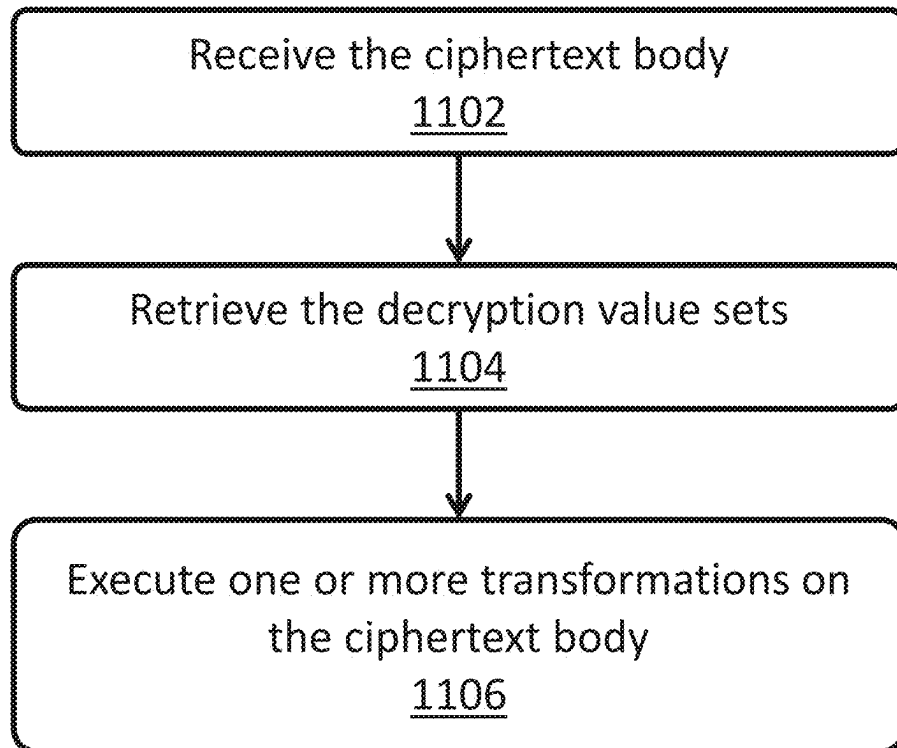 Receive the ciphertext body
1102
Retrieve the decryption value sets
1104
Execute one or more transformations on
the ciphertext body
1106